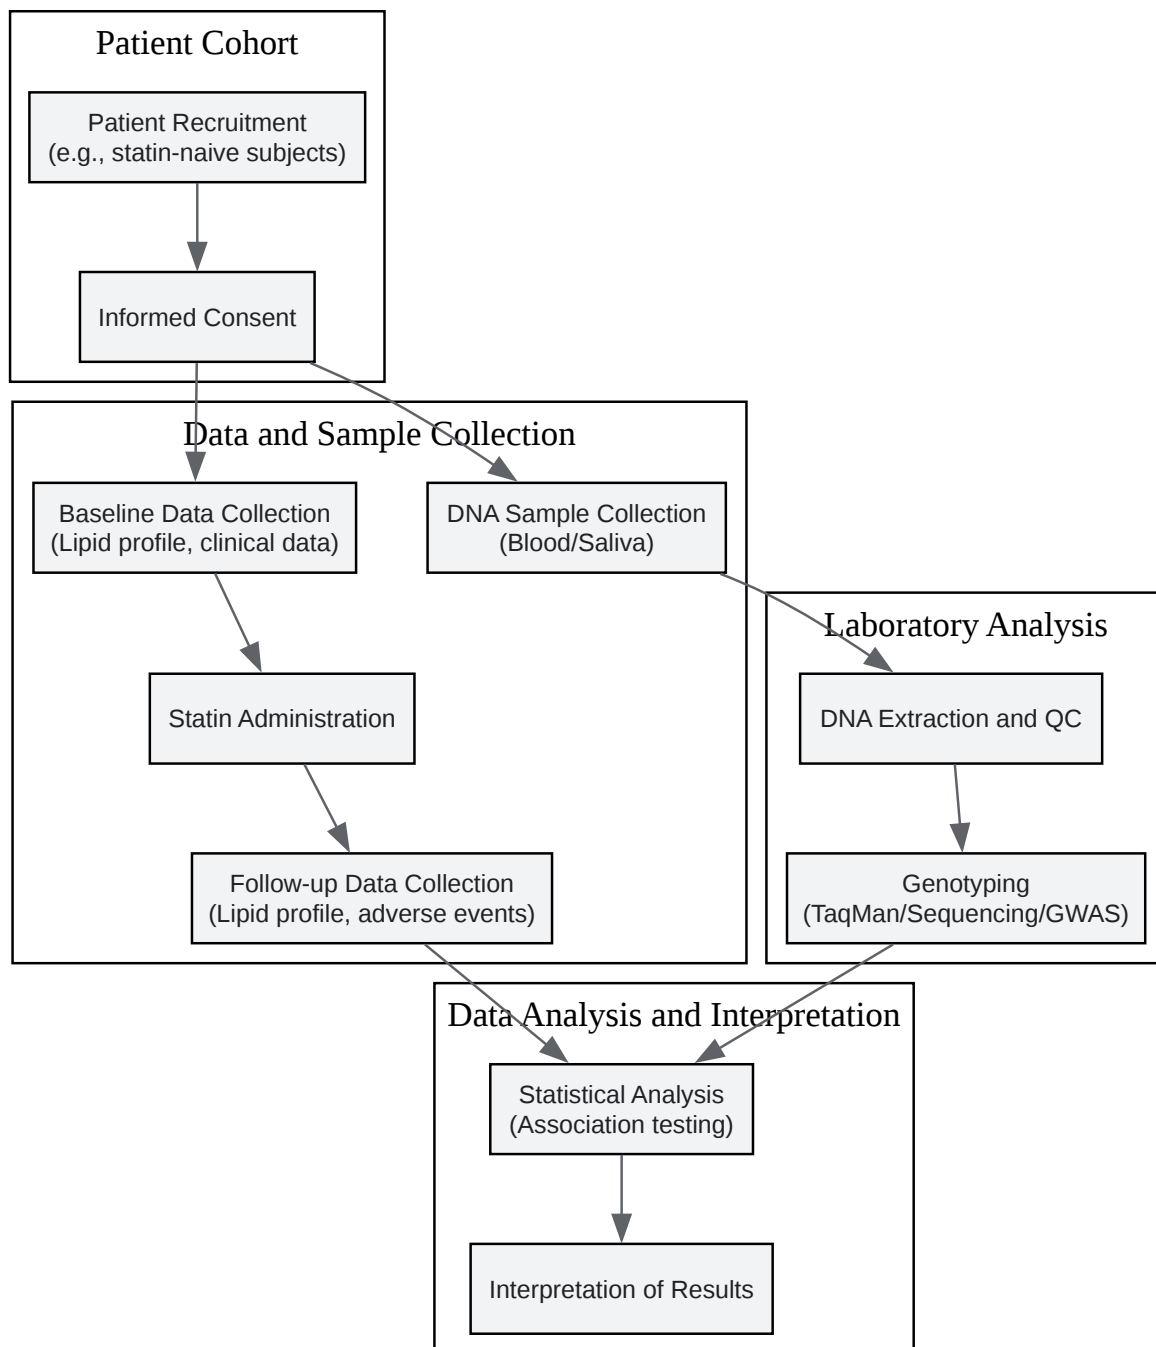 Patient Cohort
Patient Recruitment
(e.g., statin-naive subjects)
Informed Consent
Data and Sample Collection
Baseline Data Collection
(Lipid profile, clinical data)
DNA Sample Collection
(Blood/Saliva)
Statin Administration
Follow-up Data Collection
(Lipid profile, adverse events)
Laboratory Analysis
DNA Extraction and QC
Genotyping
(TaqMan/Sequencing/GWAS)
Data Analysis and Interpretation
Statistical Analysis
(Association testing)
Interpretation of Results